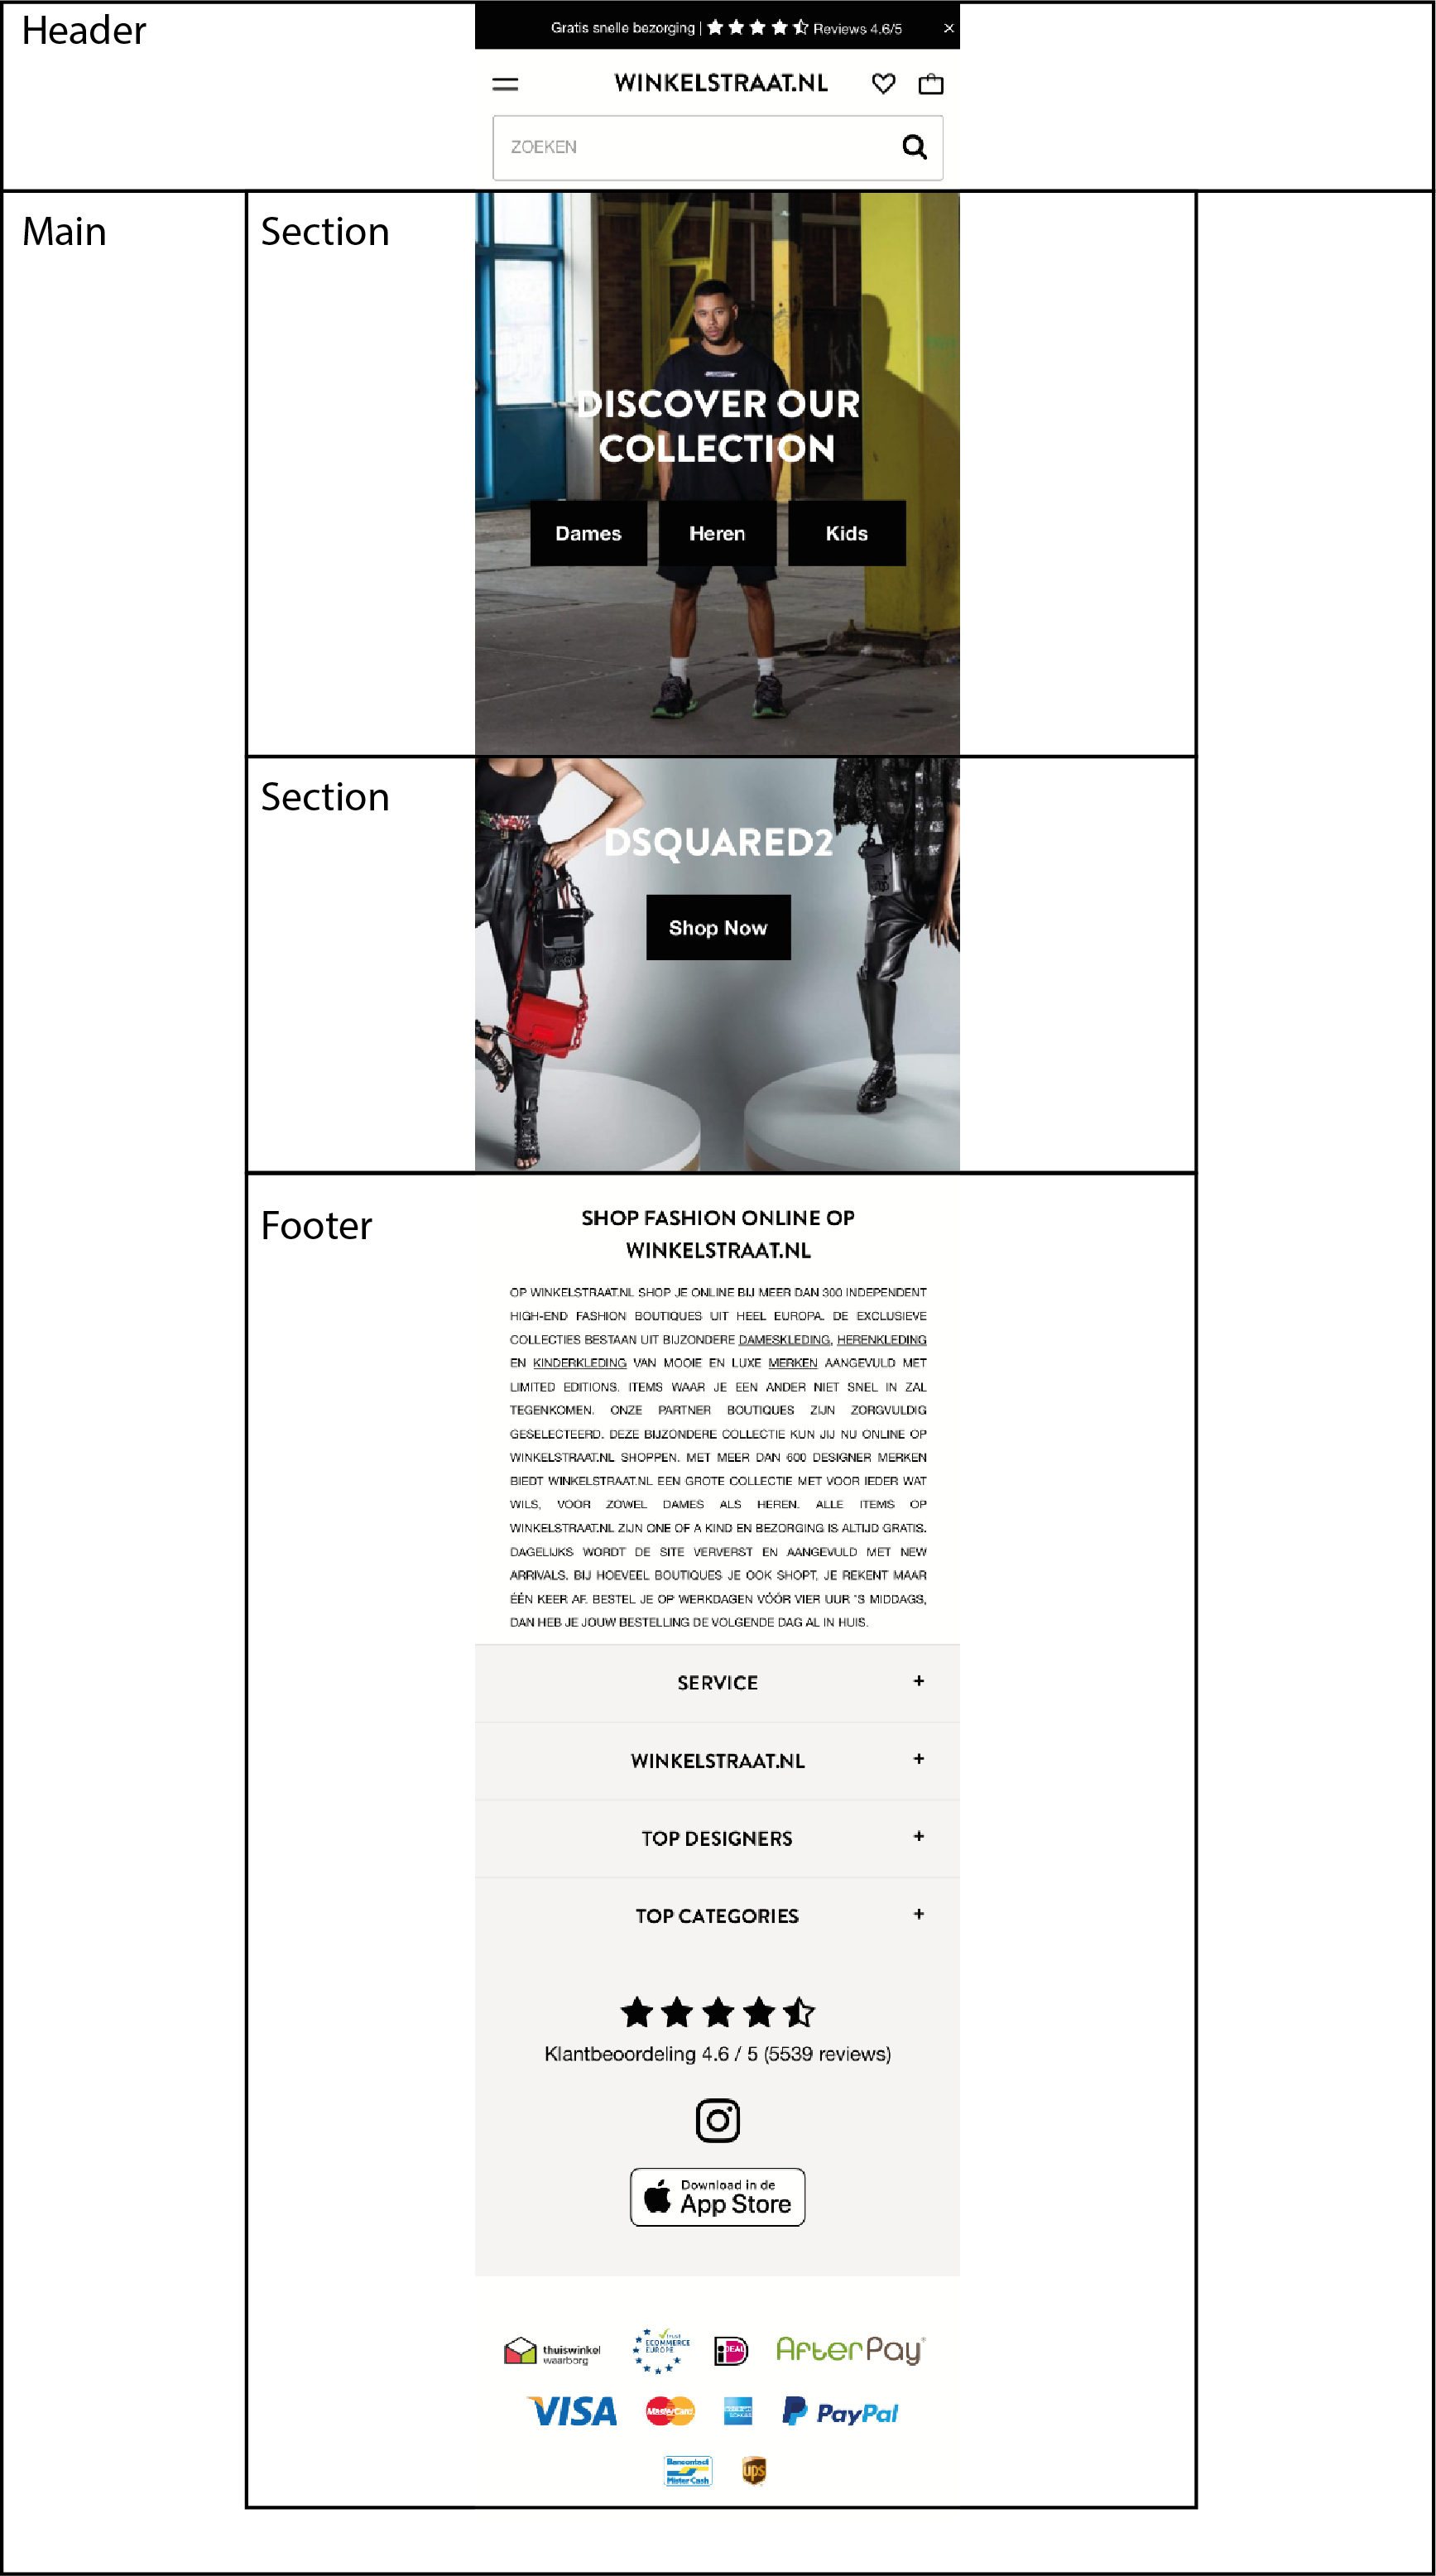 Header
Gratis snelle bezorging | Reviews 4.6/5 ×
WINKELSTRAAT.NL
ZOEKEN
Main
Section
DISCOVER OUR
COLLECTION
Dames Heren Kids
Section
DSQUARED2
Shop Now
Footer
SHOP FASHION ONLINE OP
WINKELSTRAAT.NL
OP WINKELSTRAAT.NL SHOP JE ONLINE BIJ MEER DAN 300 INDEPENDENT
HIGH-END FASHION BOUTIQUES UIT HEEL EUROPA. DE EXCLUSIEVE
COLLECTIES BESTAAN UIT BIJZONDERE DAMESKLEDING, HERENKLEDING
EN KINDERKLEDING VAN MOOIE EN LUXE MERKEN AANGEVULD MET
LIMITED EDITIONS. ITEMS WAAR JE EEN ANDER NIET SNEL IN ZAL
TEGENKOMEN. ONZE PARTNER BOUTIQUES ZIJN ZORGVULDIG
GESELECTEERD. DEZE BIJZONDERE COLLECTIE KUN JIJ NU ONLINE OP
WINKELSTRAAT.NL SHOPPEN. MET MEER DAN 600 DESIGNER MERKEN
BIEDT WINKELSTRAAT.NL EEN GROTE COLLECTIE MET VOOR IEDER WAT
WILS, VOOR ZOWEL DAMES ALS HEREN. ALLE ITEMS OP
WINKELSTRAAT.NL ZIJN ONE OF A KIND EN BEZORGING IS ALTIJD GRATIS.
DAGELIJKS WORDT DE SITE VERVERST EN AANGEVULD MET NEW
ARRIVALS. BIJ HOEVEEL BOUTIQUES JE OOK SHOPT, JE REKENT MAAR
ÉÉN KEER AF. BESTEL JE OP WERKDAGEN VÓÓR VIER UUR 'S MIDDAGS,
DAN HEB JE JOUW BESTELLING DE VOLGENDE DAG AL IN HUIS.
SERVICE +
WINKELSTRAAT.NL +
TOP DESIGNERS +
TOP CATEGORIES +
Klantbeoordeling 4.6 / 5 (5539 reviews)
Download in de
App Store
thuiswinkel
waarborg
TRUST
ECOMMERCE
EUROPE
iDEAL
AfterPay
VISA
MasterCard
PayPal
Bancontact
Mister Cash
ups